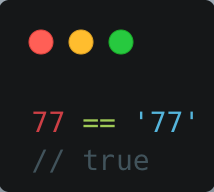 77 == '77'
// true